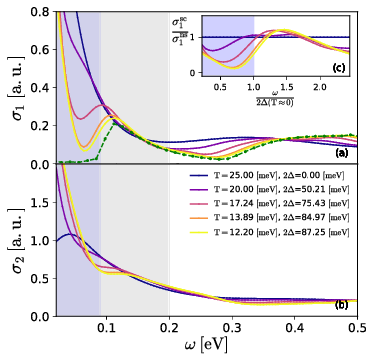 0.8
0.6
0.4
0.2
0.0
σ₁ [a. u.]
σ₁ˢᶜ
σ₁ⁿˢ
1
0
0.5 1.0 1.5 2.0
ω
2Δ(T≈0)
(c)
(a)
2.0
1.5
1.0
0.5
0.0
σ₂ [a. u.]
T = 25.00 [meV], 2Δ=0.00 [meV]
T = 20.00 [meV], 2Δ=50.21 [meV]
T = 17.24 [meV], 2Δ=75.43 [meV]
T = 13.89 [meV], 2Δ=84.97 [meV]
T = 12.20 [meV], 2Δ=87.25 [meV]
(b)
0.1 0.2 0.3 0.4 0.5
ω [eV]